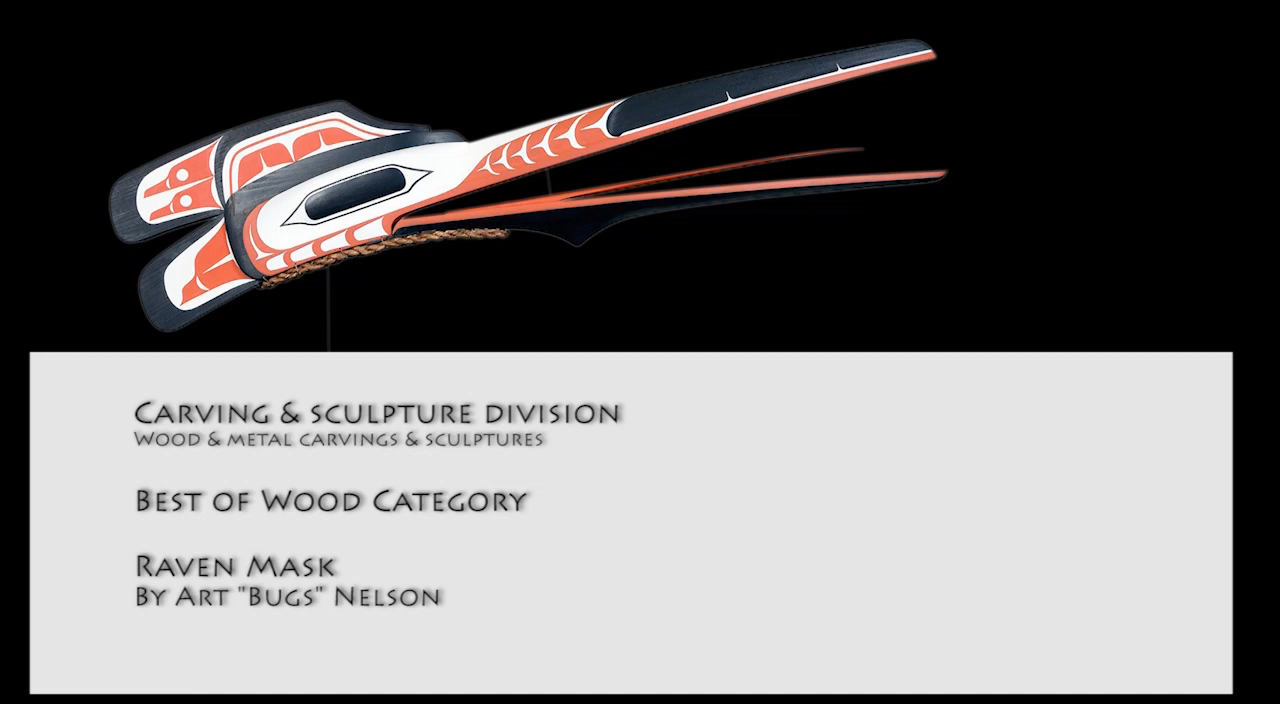 Carving & sculpture division
Wood & metal carvings & sculptures
Best of Wood Category
Raven Mask
By Art "Bugs" Nelson